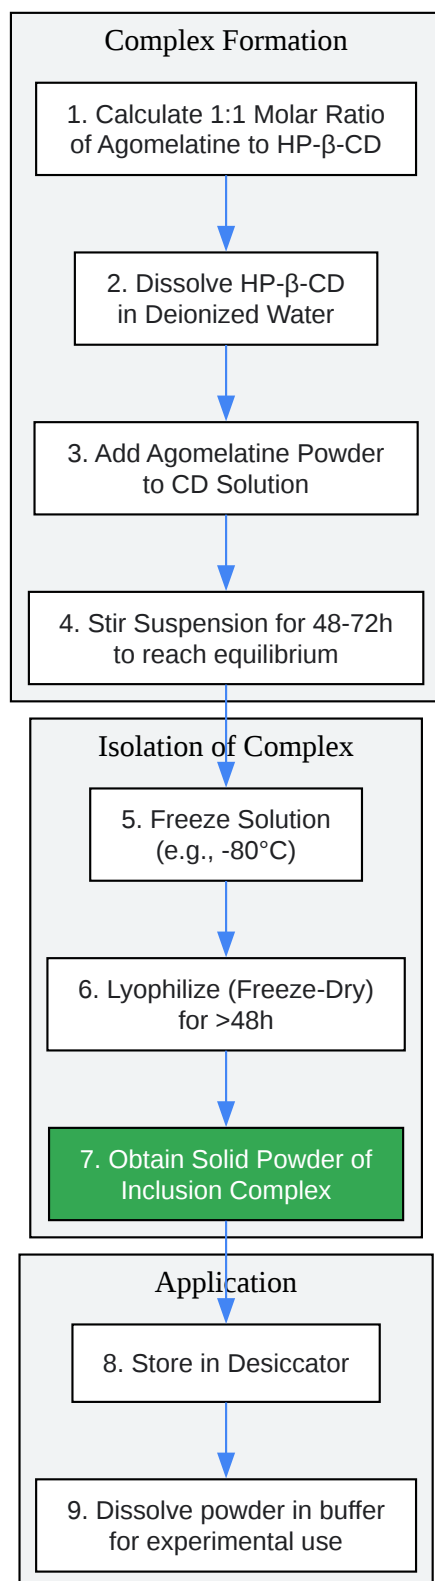 Complex Formation
1. Calculate 1:1 Molar Ratio
of Agomelatine to HP-β-CD
2. Dissolve HP-β-CD
in Deionized Water
3. Add Agomelatine Powder
to CD Solution
4. Stir Suspension for 48-72h
to reach equilibrium
Isolation of Complex
5. Freeze Solution
(e.g., -80°C)
6. Lyophilize (Freeze-Dry)
for >48h
7. Obtain Solid Powder of
Inclusion Complex
Application
8. Store in Desiccator
9. Dissolve powder in buffer
for experimental use